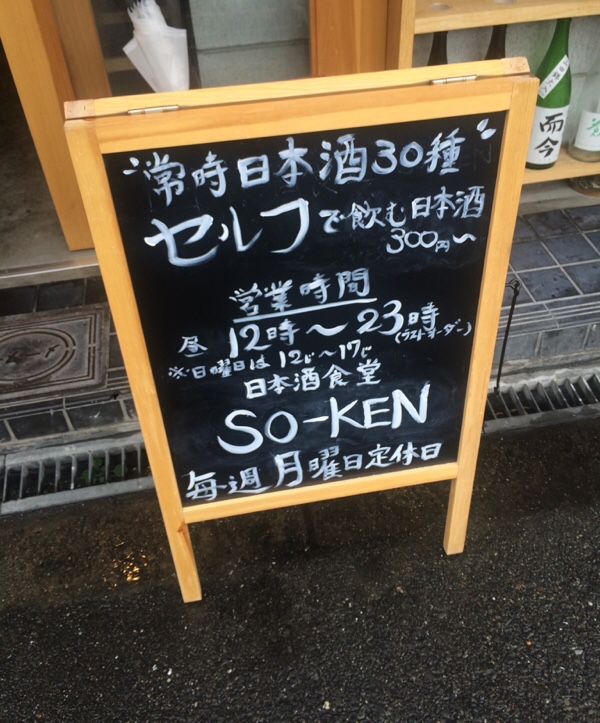 "常時日本酒30種"
セルフで飲む日本酒
300円〜
営業時間
昼 12時〜23時
(ラストオーダー)
※日曜日は12じ〜17じ
日本酒食堂
SO-KEN
毎週月曜日定休日
而今